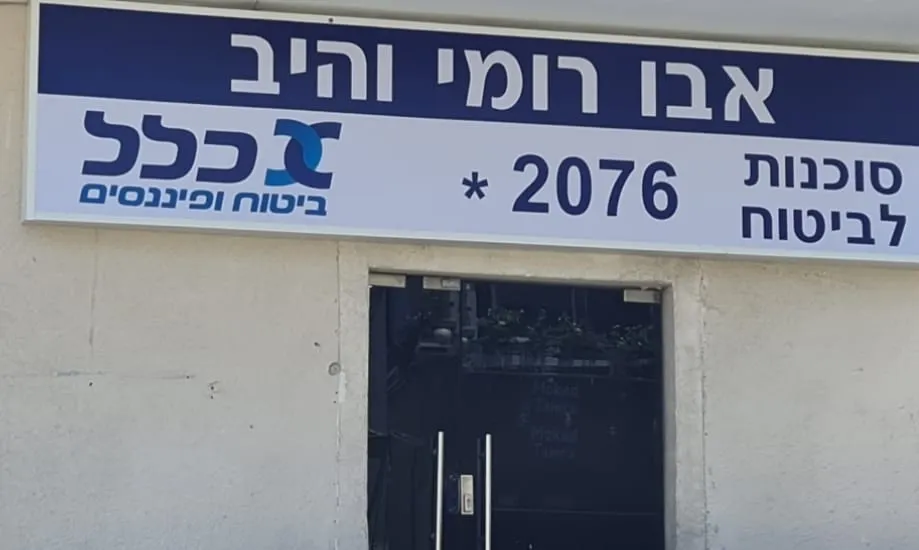 אבו רומי והיב
סוכנות
לביטוח
* 2076
כלל
ביטוח ופיננסים